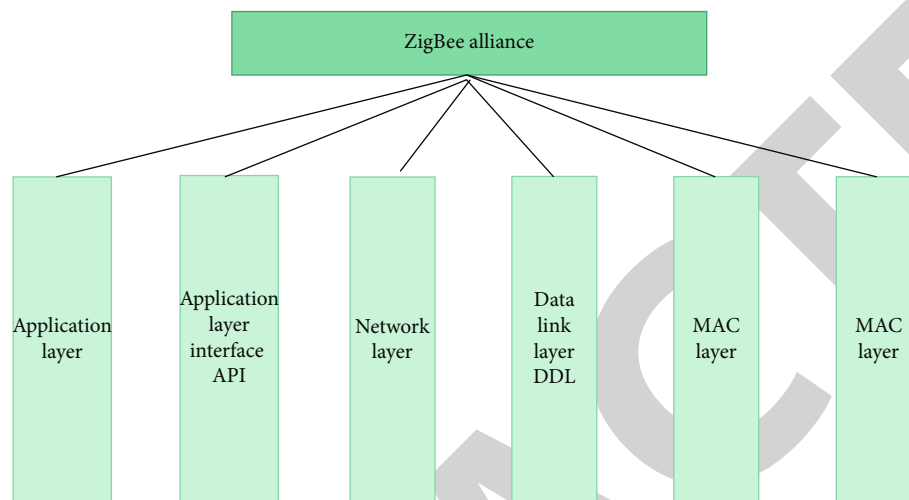 ZigBee alliance
Application
layer
Application
layer
interface
API
Network
layer
Data
link
layer
DDL
MAC
layer
MAC
layer